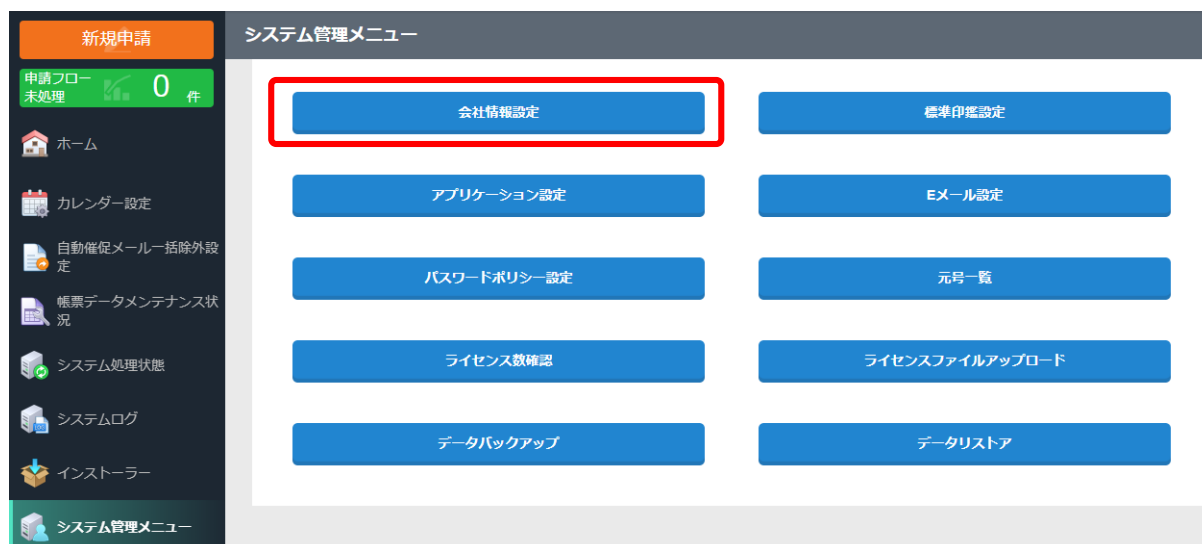 新規申請
申請フロー
未処理
0 件
ホーム
カレンダー設定
自動催促メール一括除外設
定
帳票データメンテナンス状
況
システム処理状態
システムログ
インストーラー
システム管理メニュー
システム管理メニュー
会社情報設定
標準印鑑設定
アプリケーション設定
Eメール設定
パスワードポリシー設定
元号一覧
ライセンス数確認
ライセンスファイルアップロード
データバックアップ
データリストア